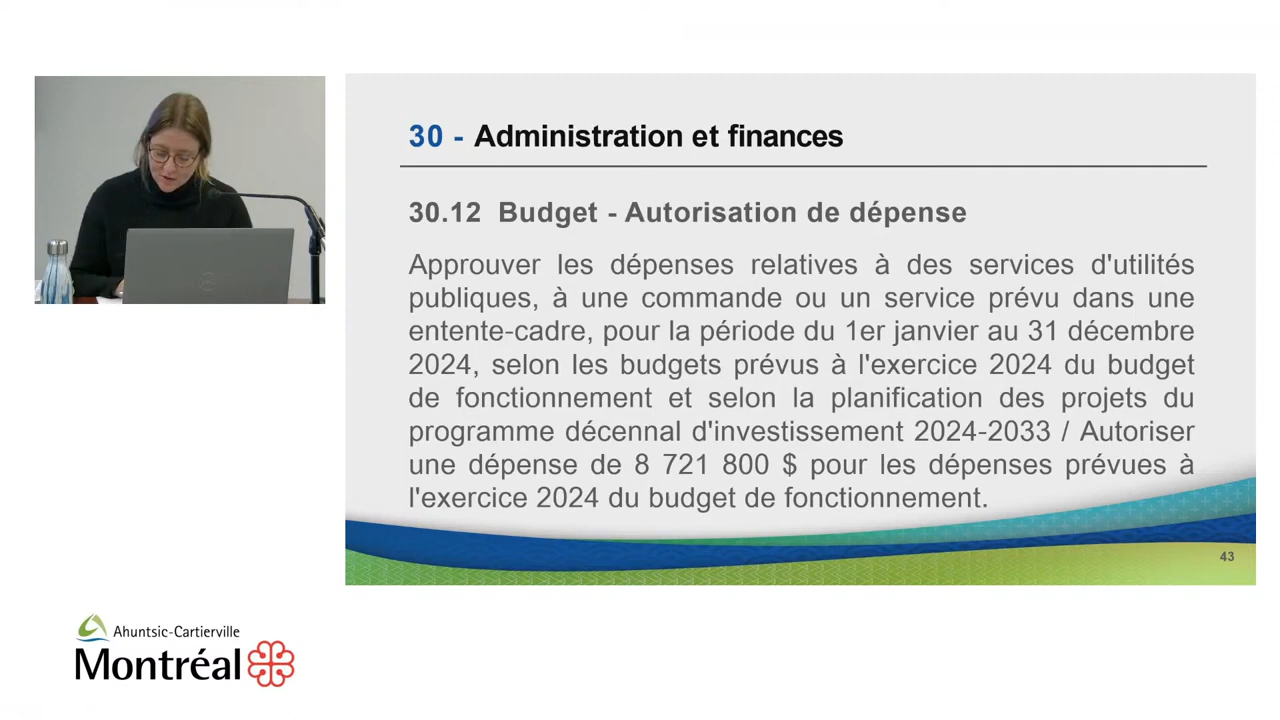 30 - Administration et finances
30.12 Budget - Autorisation de dépense
Approuver les dépenses relatives à des services d'utilités
publiques, à une commande ou un service prévu dans une
entente-cadre, pour la période du 1er janvier au 31 décembre
2024, selon les budgets prévus à l'exercice 2024 du budget
de fonctionnement et selon la planification des projets du
programme décennal d'investissement 2024-2033 / Autoriser
une dépense de 8 721 800 $ pour les dépenses prévues à
l'exercice 2024 du budget de fonctionnement.
43
Ahuntsic-Cartierville
Montréal